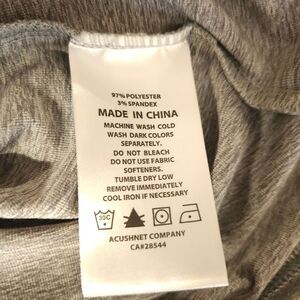 97% POLYESTER
3% SPANDEX
MADE IN CHINA
MACHINE WASH COLD
WASH DARK COLORS
SEPARATELY.
DO NOT BLEACH
DO NOT USE FABRIC
SOFTENERS.
TUMBLE DRY LOW
REMOVE IMMEDIATELY
COOL IRON IF NECESSARY
30C
ACUSHNET COMPANY
CA#28544